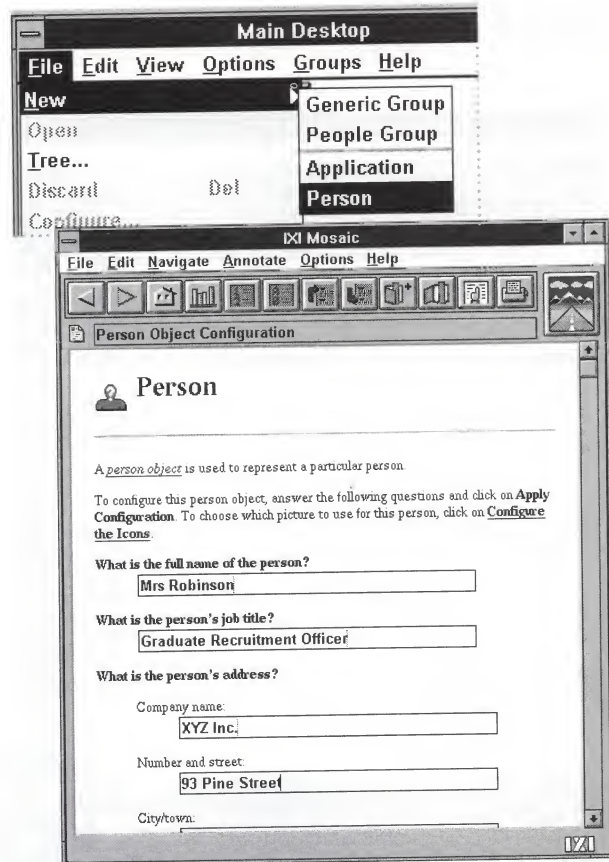 Main Desktop
File Edit View Options Groups Help
New
Open
Tree...
Discard Del
Configure...
Generic Group
People Group
Application
Person
IXI Mosaic
File Edit Navigate Annotate Options Help
Person Object Configuration
Person
A person object is used to represent a particular person
To configure this person object, answer the following questions and click on Apply
Configuration. To choose which picture to use for this person, click on Configure
the Icons.
What is the full name of the person?
Mrs Robinson
What is the person's job title?
Graduate Recruitment Officer
What is the person's address?
Company name:
XYZ Inc.
Number and street:
93 Pine Street
City/town:
IXI